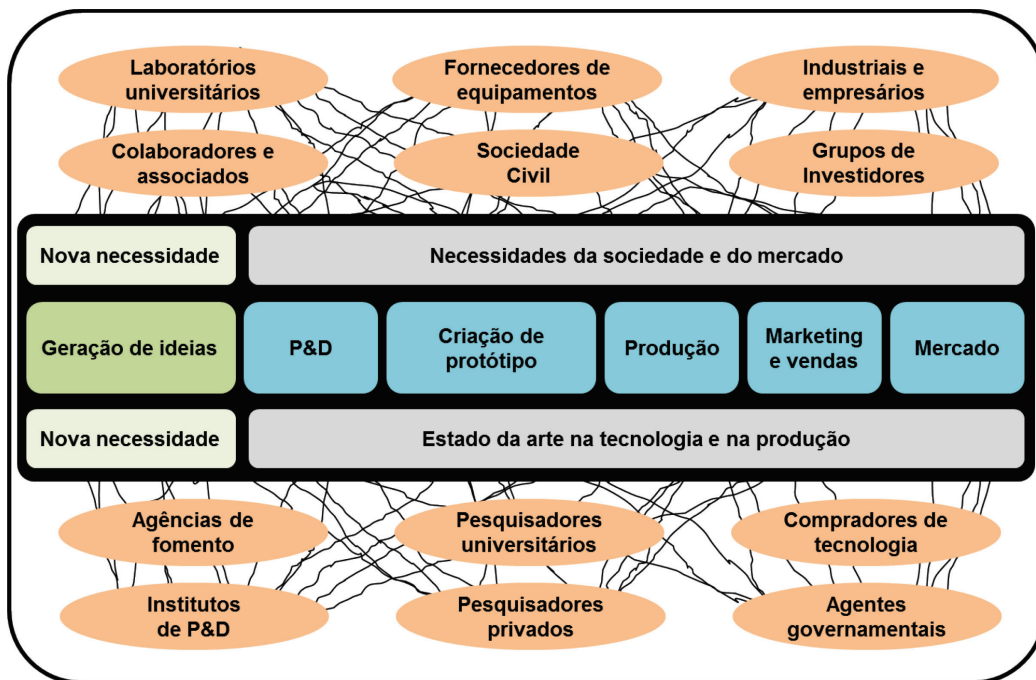 Laboratórios
universitários
Fornecedores de
equipamentos
Industriais e
empresários
Colaboradores e
associados
Sociedade
Civil
Grupos de
Investidores
Nova necessidade
Necessidades da sociedade e do mercado
Geração de ideias
P&D
Criação de
protótipo
Produção
Marketing
e vendas
Mercado
Nova necessidade
Estado da arte na tecnologia e na produção
Agências de
fomento
Pesquisadores
universitários
Compradores de
tecnologia
Institutos
de P&D
Pesquisadores
privados
Agentes
governamentais